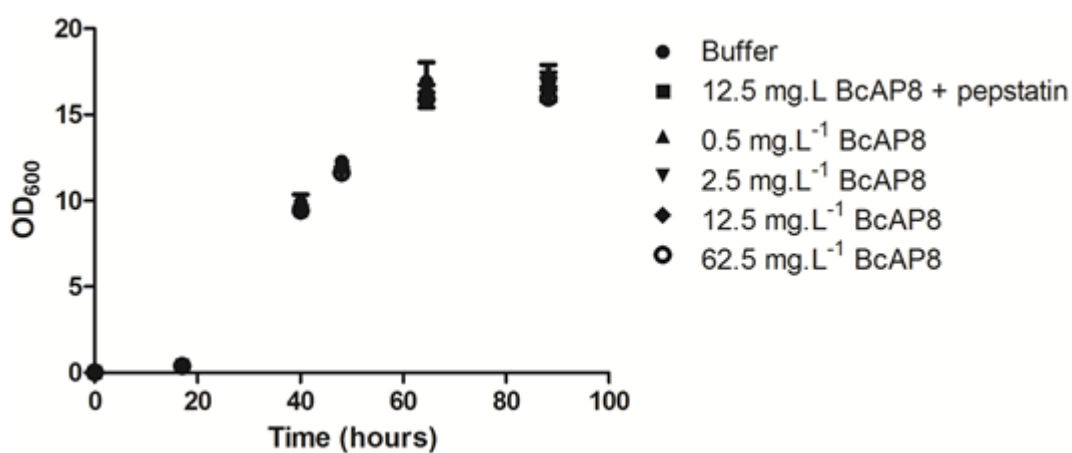 20
15
10
5
0
OD600
0 20 40 60 80 100
Time (hours)
Buffer
12.5 mg.L BcAP8 + pepstatin
0.5 mg.L-1 BcAP8
2.5 mg.L-1 BcAP8
12.5 mg.L-1 BcAP8
62.5 mg.L-1 BcAP8